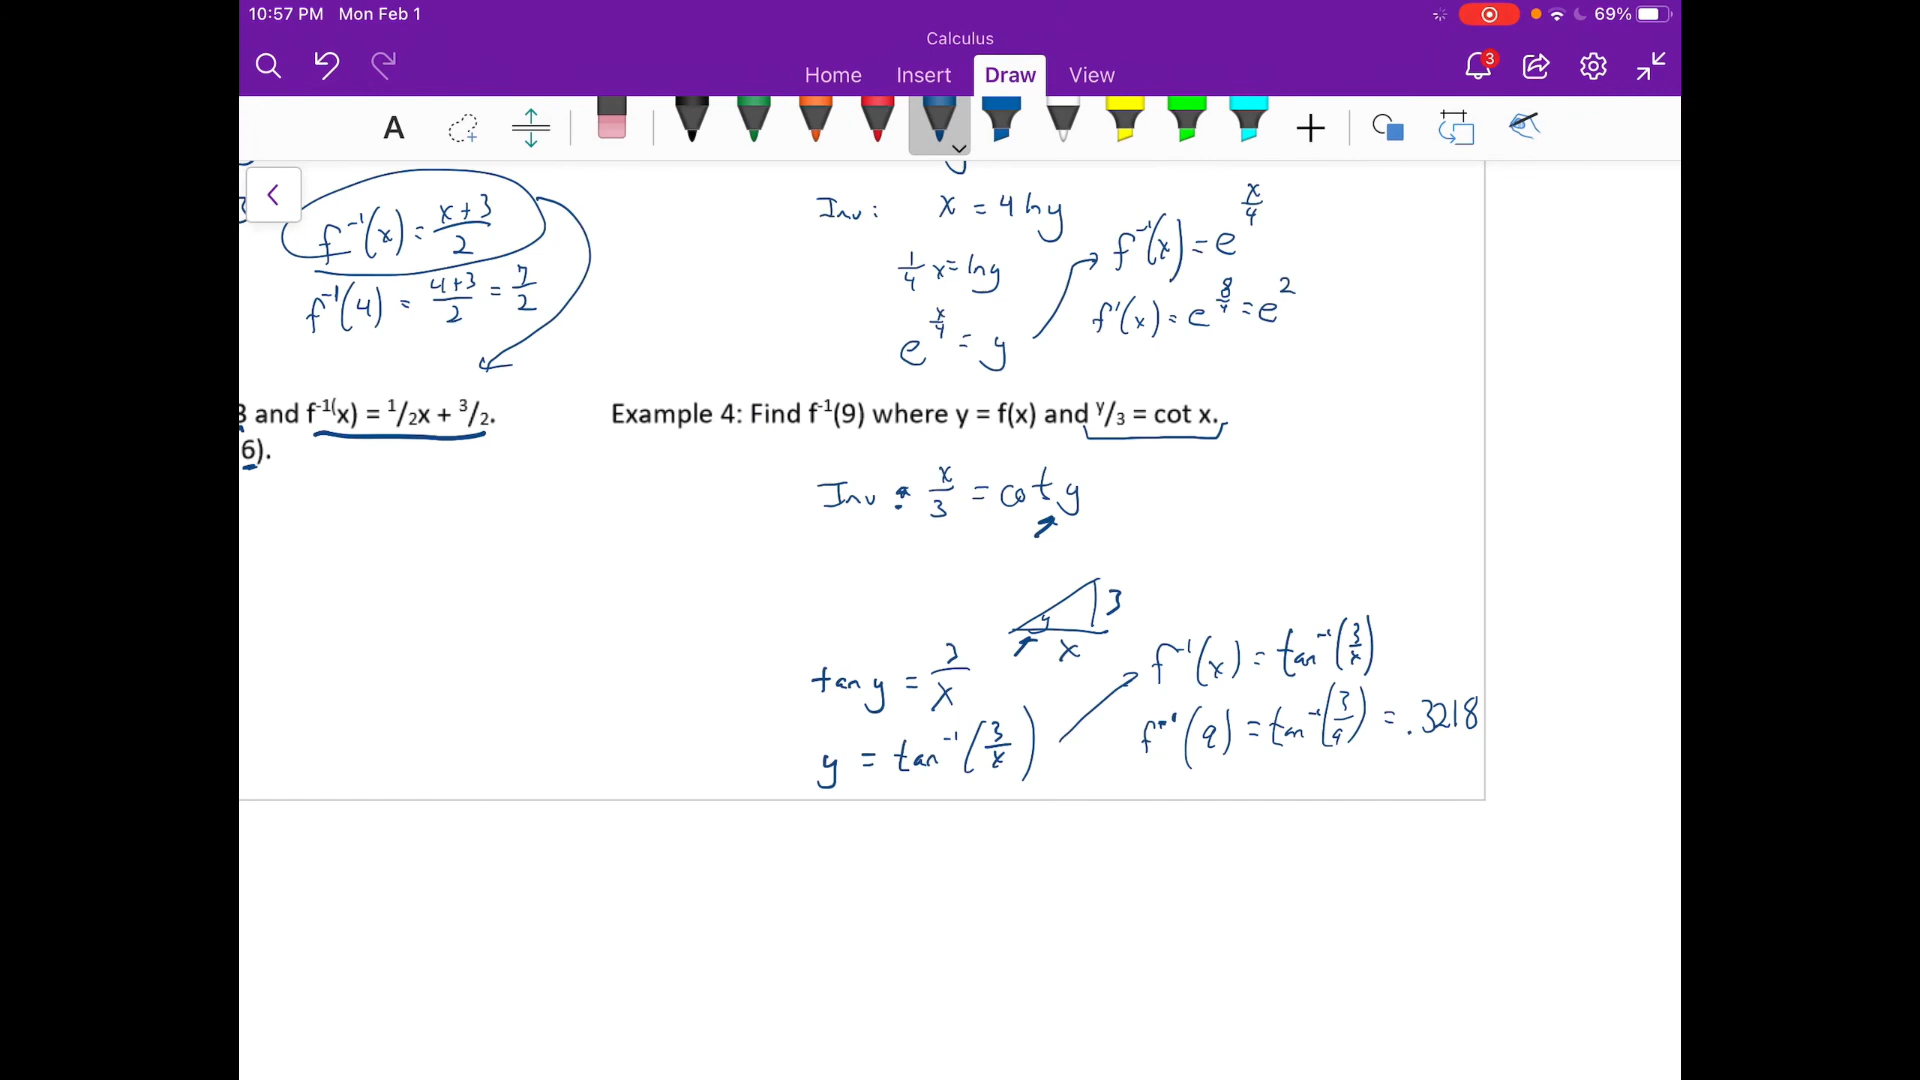 10:57 PM Mon Feb 1
69%
Calculus
Home Insert Draw View
3
A
f⁻¹(x) = x+3/2
f⁻¹(4) = 4+3/2 = 7/2
Inv: x = 4 ln y
1/4 x = ln y
e^(x/4) = y
f⁻¹(x) = e^(x/4)
f'(x) = e^(8/4) = e²
3 and f⁻¹⁽x) = ¹/₂x + ³/₂.
6).
Example 4: Find f⁻¹(9) where y = f(x) and ʸ/₃ = cot x.
Inv : x/3 = cot y
3
y
x
tan y = 3/x
y = tan⁻¹(3/x)
f⁻¹(x) = tan⁻¹(3/x)
f⁻¹(9) = tan⁻¹(3/9) = .3218